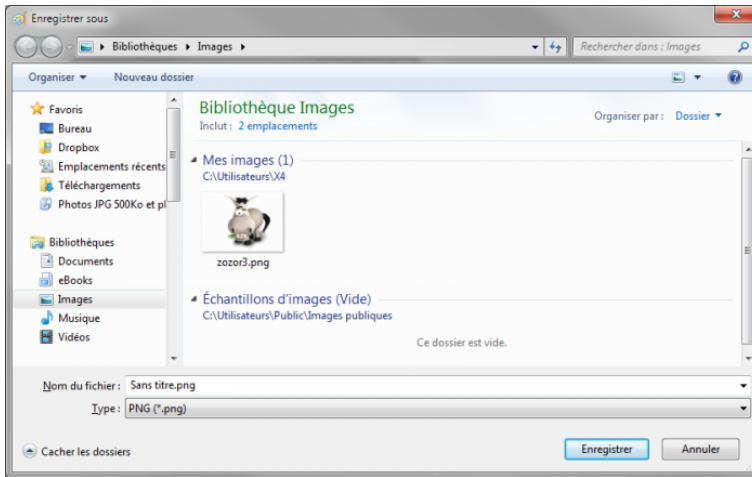 Enregistrer sous
Bibliothèques Images
Rechercher dans : Images
Organiser Nouveau dossier
Favoris
Bureau
Dropbox
Emplacements récents
Téléchargements
Photos JPG 500Ko et pl
Bibliothèques
Documents
eBooks
Images
Musique
Vidéos
Bibliothèque Images
Inclut : 2 emplacements
Organiser par : Dossier
Mes images (1)
C:\Utilisateurs\X4
zozor3.png
Échantillons d'images (Vide)
C:\Utilisateurs\Public\Images publiques
Ce dossier est vide.
Nom du fichier : Sans titre.png
Type : PNG (*.png)
Cacher les dossiers
Enregistrer Annuler